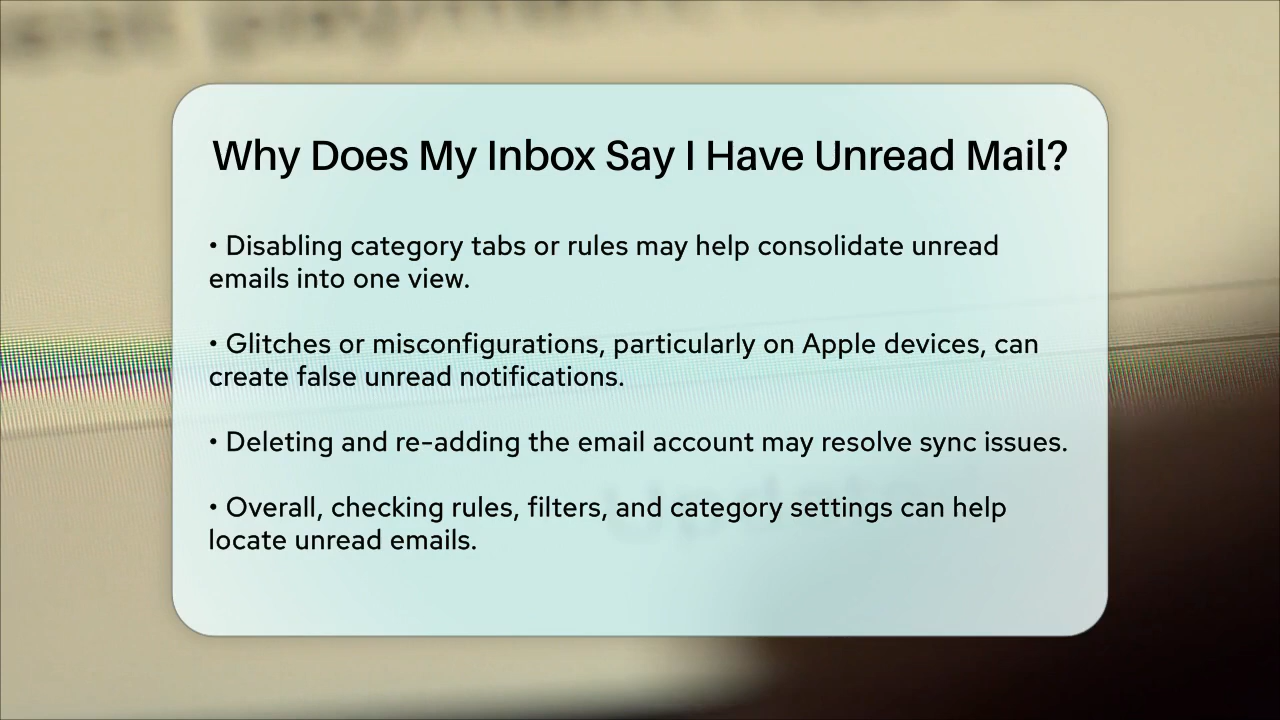 Why Does My Inbox Say I Have Unread Mail?
• Disabling category tabs or rules may help consolidate unread
emails into one view.
• Glitches or misconfigurations, particularly on Apple devices, can
create false unread notifications.
• Deleting and re-adding the email account may resolve sync issues.
• Overall, checking rules, filters, and category settings can help
locate unread emails.